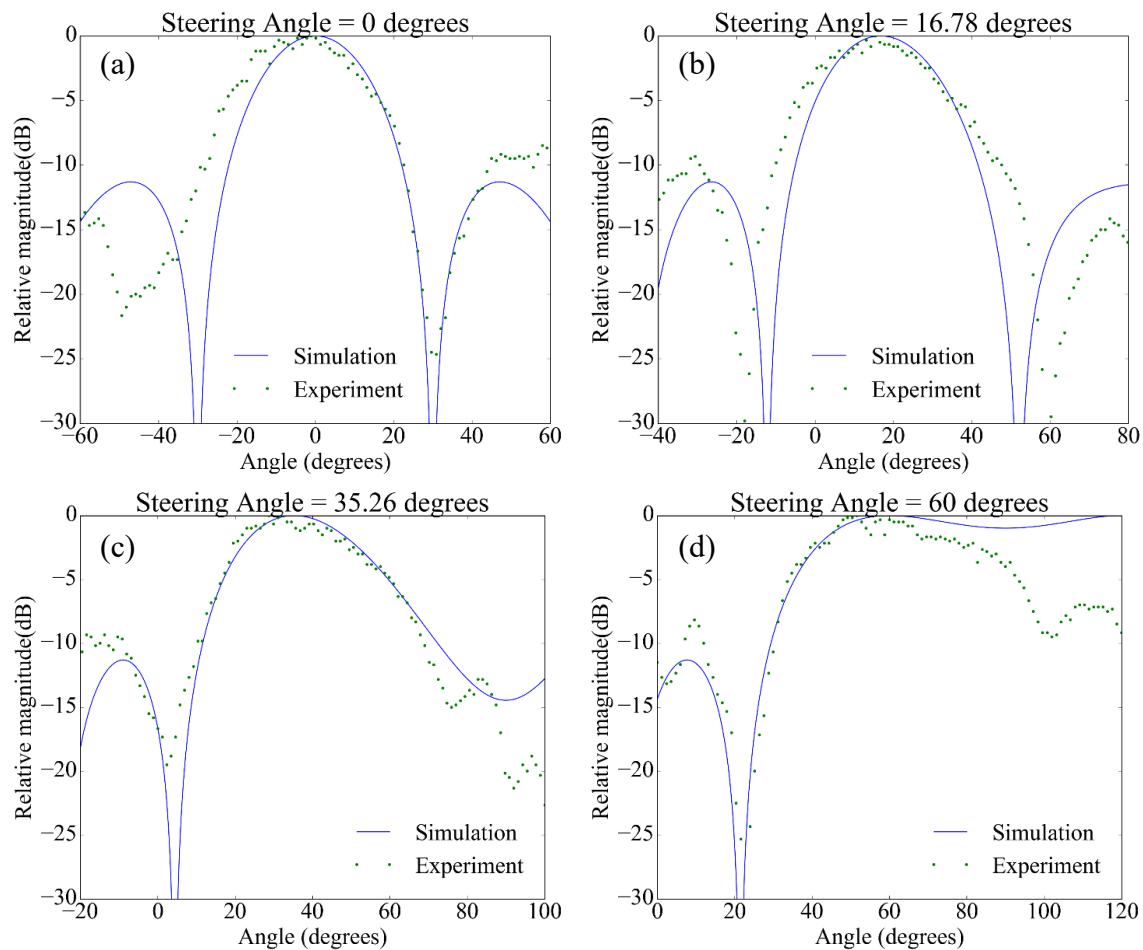 Steering Angle = 0 degrees
(a)
Relative magnitude(dB)
0
−5
−10
−15
−20
−25
−30
Simulation
Experiment
−60 −40 −20 0 20 40 60
Angle (degrees)
Steering Angle = 16.78 degrees
(b)
Relative magnitude(dB)
0
−5
−10
−15
−20
−25
−30
Simulation
Experiment
−40 −20 0 20 40 60 80
Angle (degrees)
Steering Angle = 35.26 degrees
(c)
Relative magnitude(dB)
0
−5
−10
−15
−20
−25
−30
Simulation
Experiment
−20 0 20 40 60 80 100
Angle (degrees)
Steering Angle = 60 degrees
(d)
Relative magnitude(dB)
0
−5
−10
−15
−20
−25
−30
Simulation
Experiment
0 20 40 60 80 100 120
Angle (degrees)